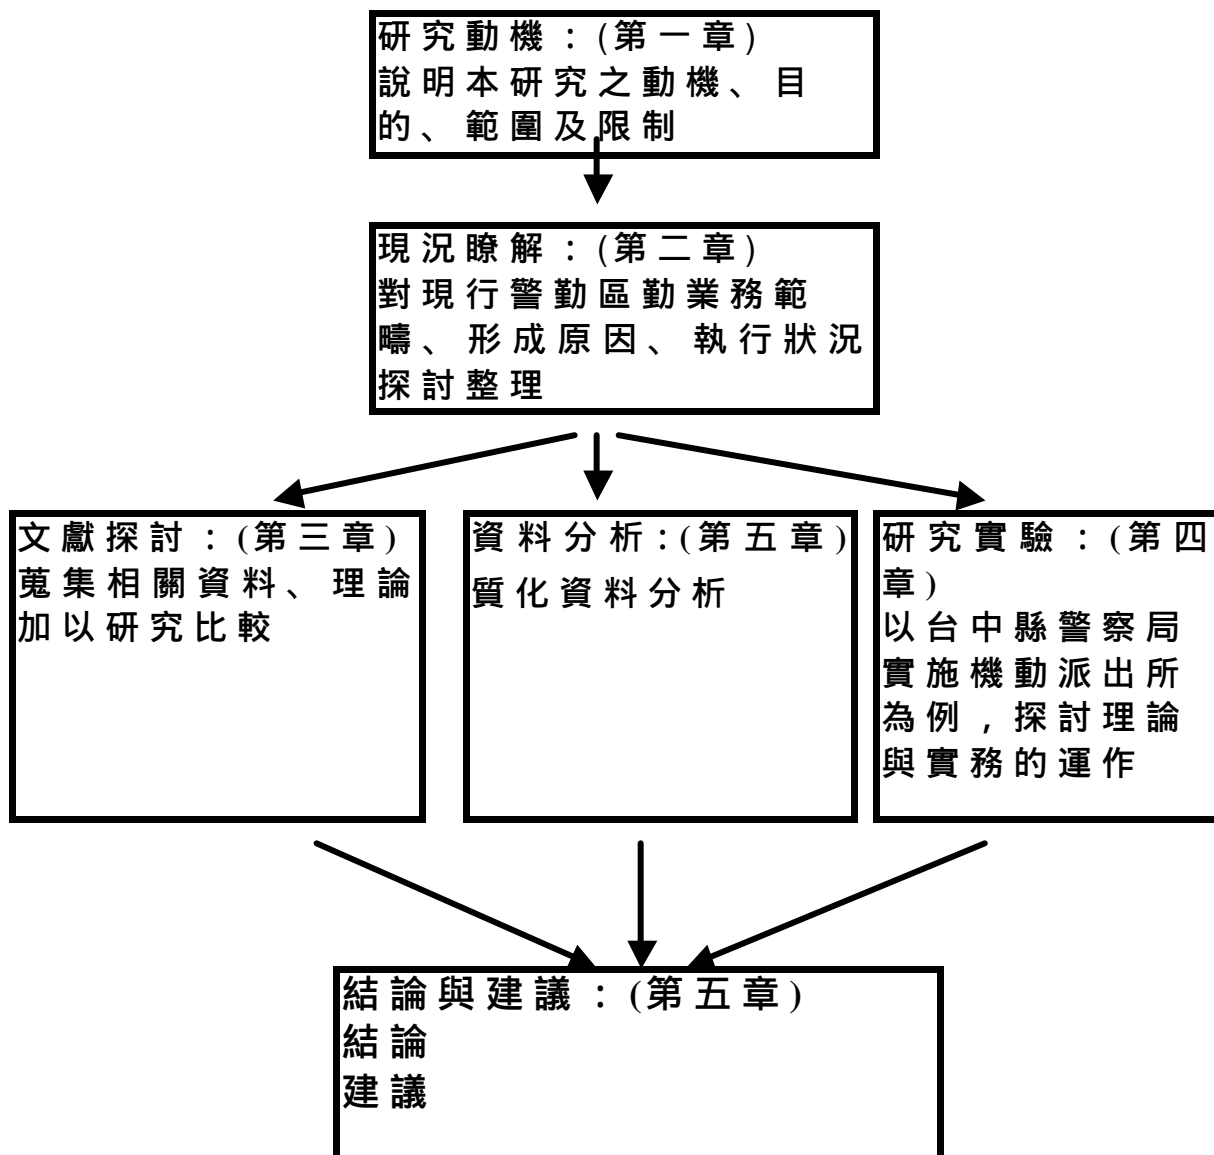 研究動機：(第一章)
說明本研究之動機、目
的、範圍及限制
現況瞭解：(第二章)
對現行警勤區勤業務範
疇、形成原因、執行狀況
探討整理
文獻探討：(第三章)
蒐集相關資料、理論
加以研究比較
資料分析:(第五章)
質化資料分析
研究實驗：(第四
章)
以台中縣警察局
實施機動派出所
為例，探討理論
與實務的運作
結論與建議：(第五章)
結論
建議